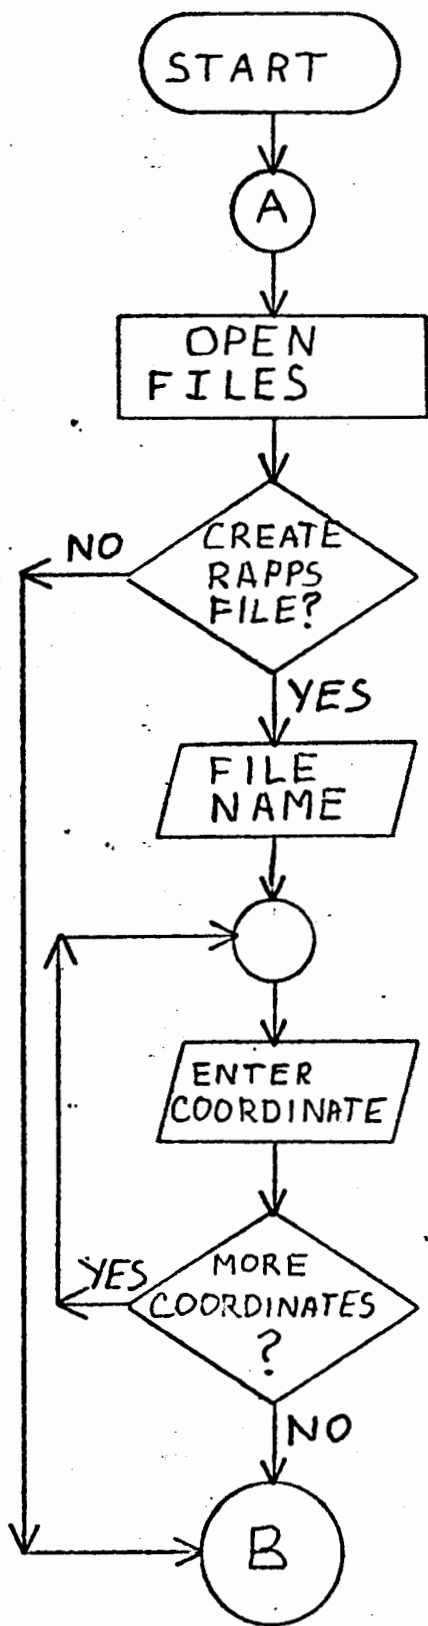 START
A
OPEN
FILES
NO
CREATE
RAPPS
FILE?
YES
FILE
NAME
ENTER
COORDINATE
YES
MORE
COORDINATES
?
NO
B